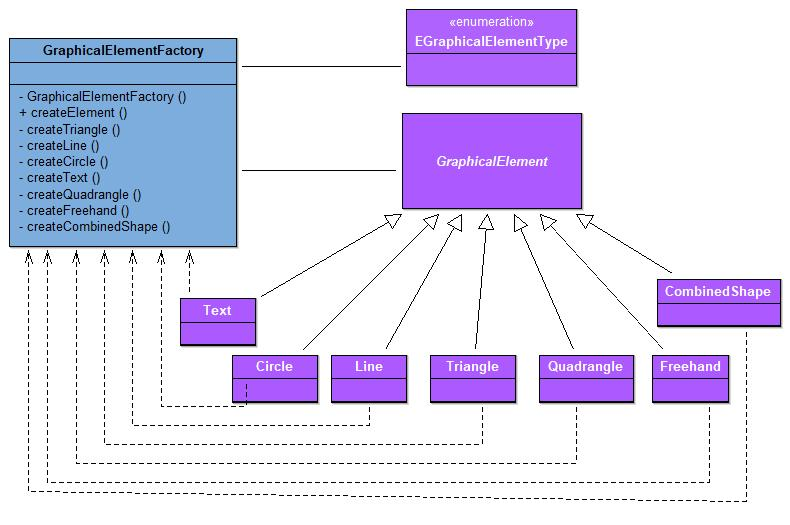 GraphicalElementFactory
- GraphicalElementFactory ()
+ createElement ()
- createTriangle ()
- createLine ()
- createCircle ()
- createText ()
- createQuadrangle ()
- createFreehand ()
- createCombinedShape ()
«enumeration»
EGraphicalElementType
GraphicalElement
Text
Circle
Line
Triangle
Quadrangle
Freehand
CombinedShape